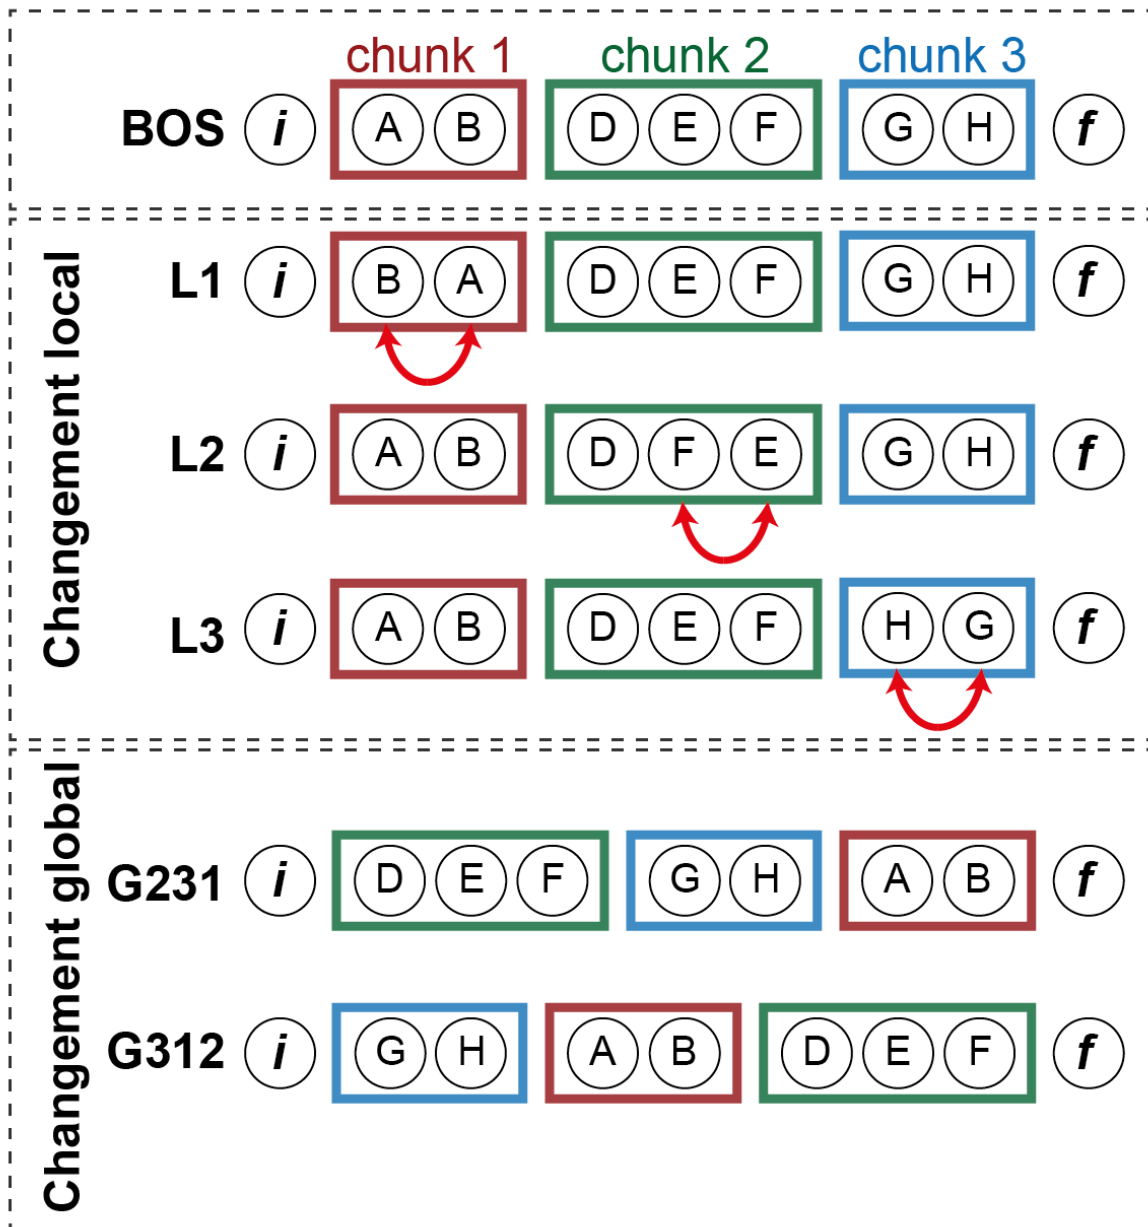 chunk 1 chunk 2 chunk 3
BOS i A B D E F G H f
Changement local
L1 i B A D E F G H f
L2 i A B D F E G H f
L3 i A B D E F H G f
Changement global
G231 i D E F G H A B f
G312 i G H A B D E F f